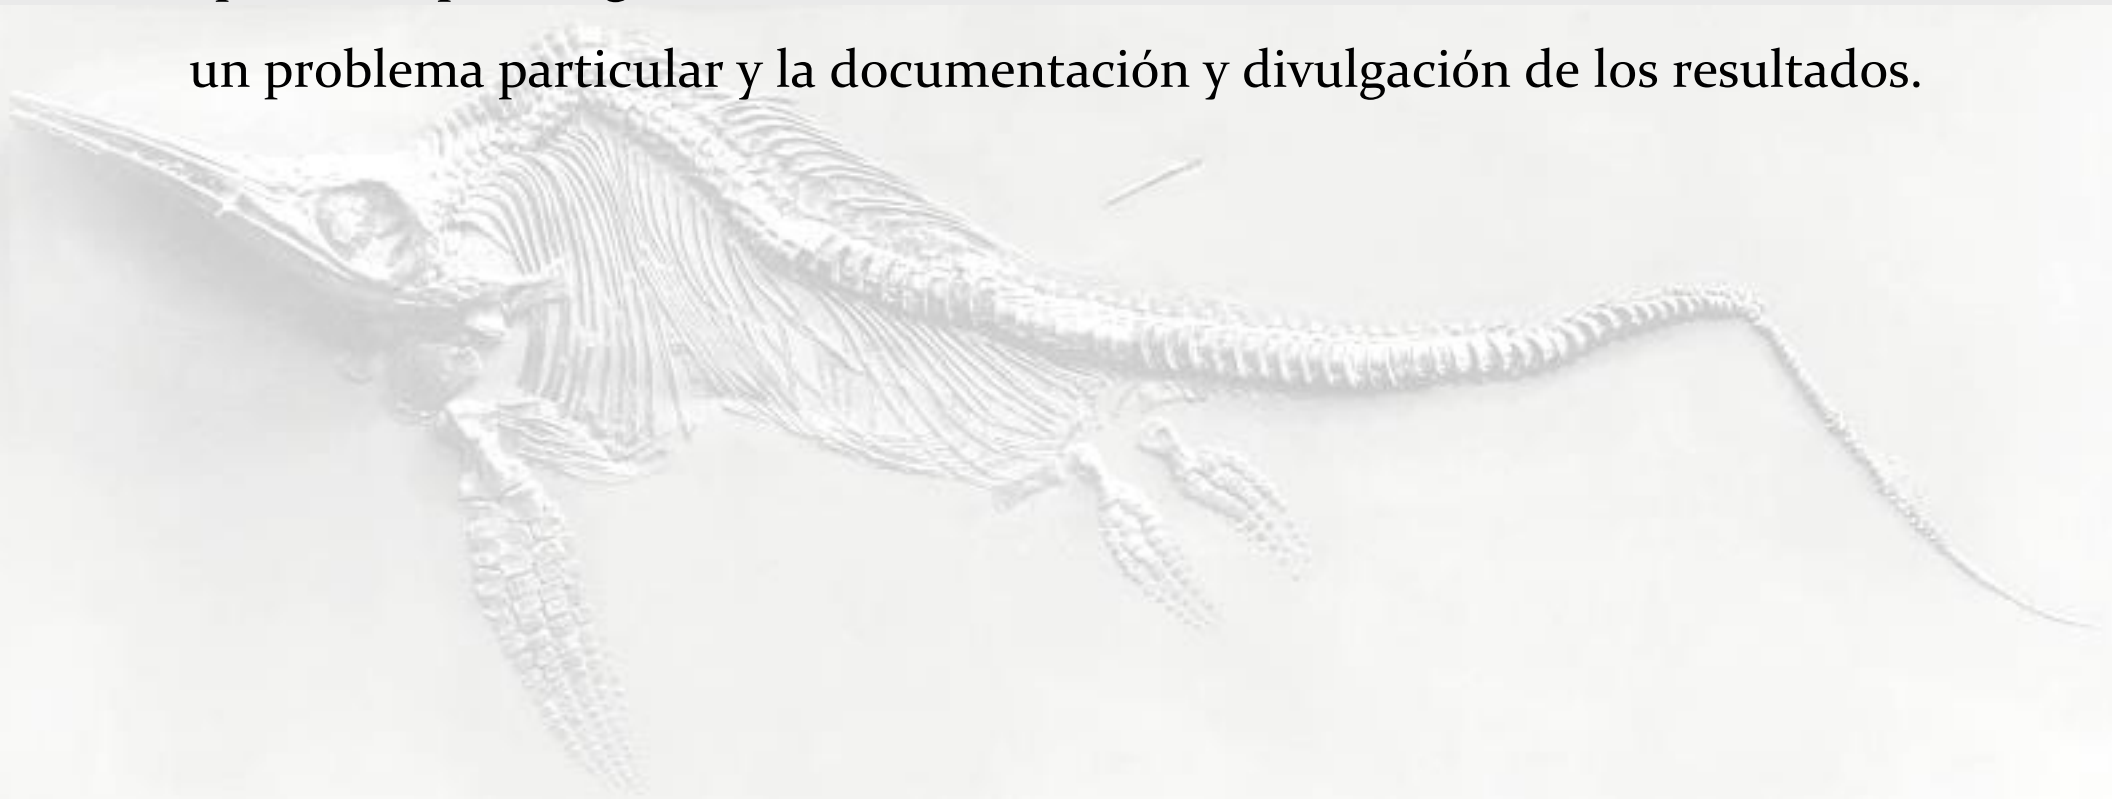 un problema particular y la documentación y divulgación de los resultados.